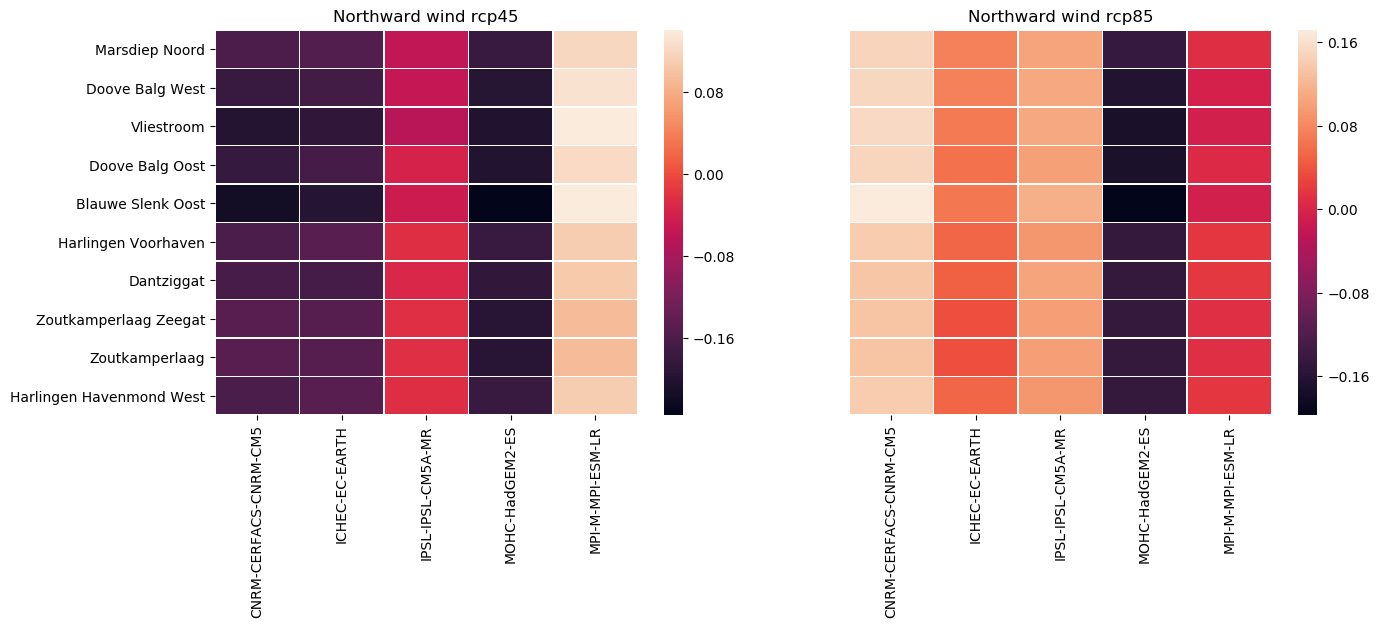 Northward wind rcp45
Marsdiep Noord
Doove Balg West
Vliestroom
Doove Balg Oost
Blauwe Slenk Oost
Harlingen Voorhaven
Dantziggat
Zoutkamperlaag Zeegat
Zoutkamperlaag
Harlingen Havenmond West
0.08
0.00
−0.08
−0.16
CNRM-CERFACS-CNRM-CM5
ICHEC-EC-EARTH
IPSL-IPSL-CM5A-MR
MOHC-HadGEM2-ES
MPI-M-MPI-ESM-LR
Northward wind rcp85
0.16
0.08
0.00
−0.08
−0.16
CNRM-CERFACS-CNRM-CM5
ICHEC-EC-EARTH
IPSL-IPSL-CM5A-MR
MOHC-HadGEM2-ES
MPI-M-MPI-ESM-LR